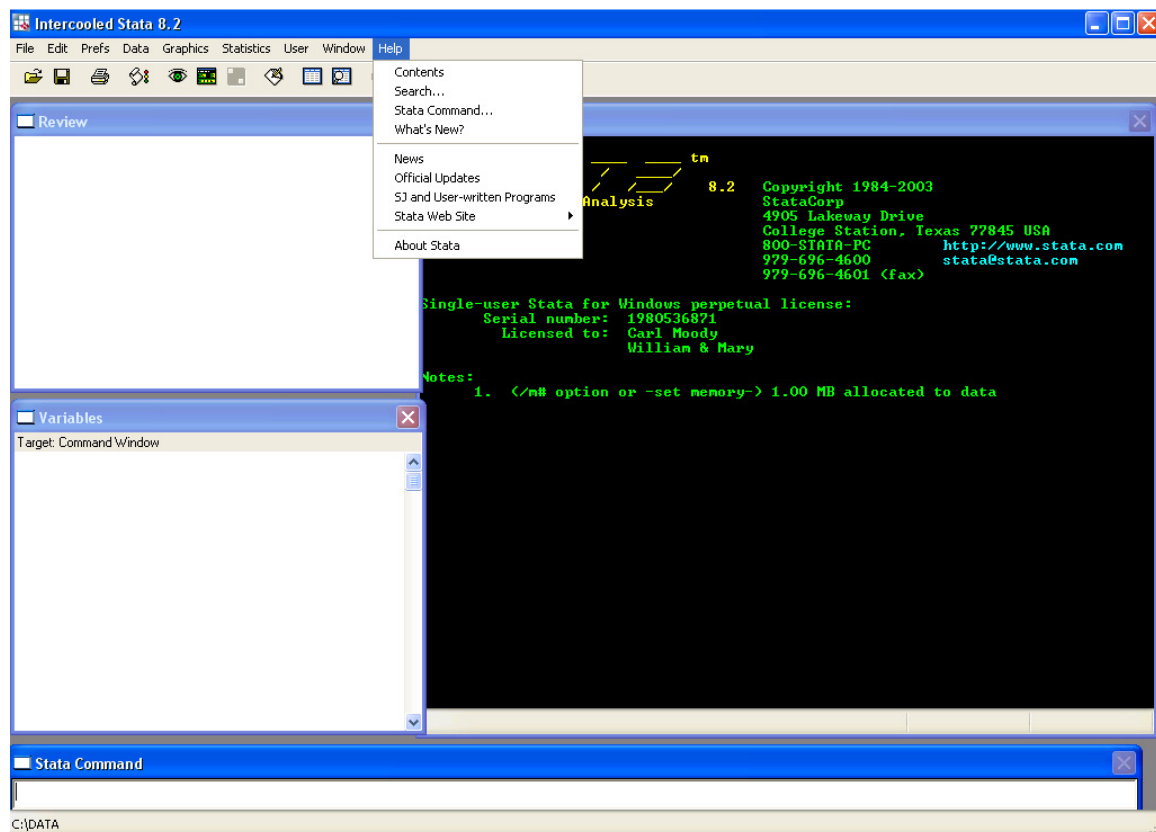 Intercooled Stata 8.2
File Edit Prefs Data Graphics Statistics User Window Help
Contents
Search...
Stata Command...
What's New?
News
Official Updates
SJ and User-written Programs
Stata Web Site
About Stata
Review
tm
8.2 Copyright 1984-2003
Analysis StataCorp
4905 Lakeway Drive
College Station, Texas 77845 USA
800-STATA-PC http://www.stata.com
979-696-4600 stata@stata.com
979-696-4601 (fax)
Single-user Stata for Windows perpetual license:
Serial number: 1980536871
Licensed to: Carl Moody
William & Mary
Notes:
1. (/m# option or -set memory-) 1.00 MB allocated to data
Variables
Target: Command Window
Stata Command
C:\DATA